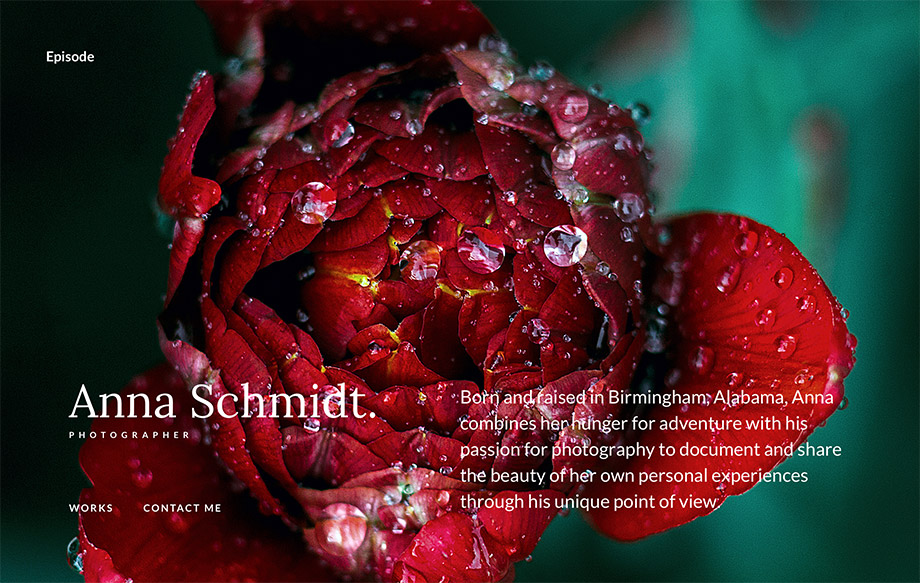 Episode
Anna Schmidt.
PHOTOGRAPHER
Born and raised in Birmingham, Alabama, Anna
combines her hunger for adventure with his
passion for photography to document and share
the beauty of her own personal experiences
through his unique point of view.
WORKS CONTACT ME